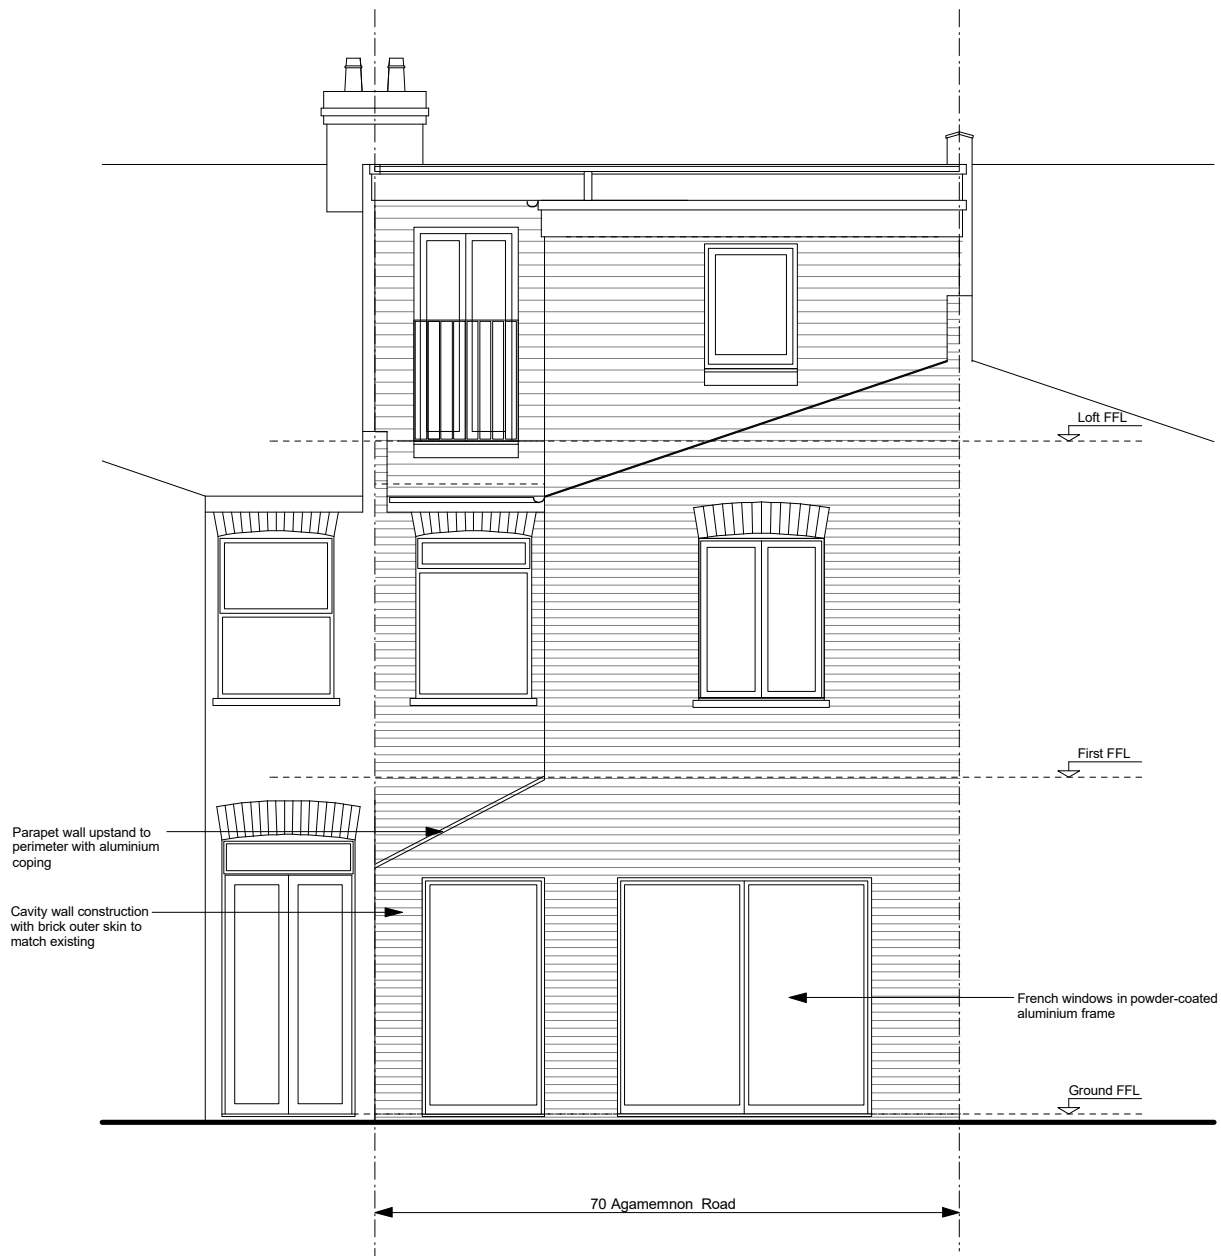 Loft FFL
First FFL
Parapet wall upstand to
perimeter with aluminium
coping
Cavity wall construction
with brick outer skin to
match existing
French windows in powder-coated
aluminium frame
Ground FFL
70 Agamemnon Road